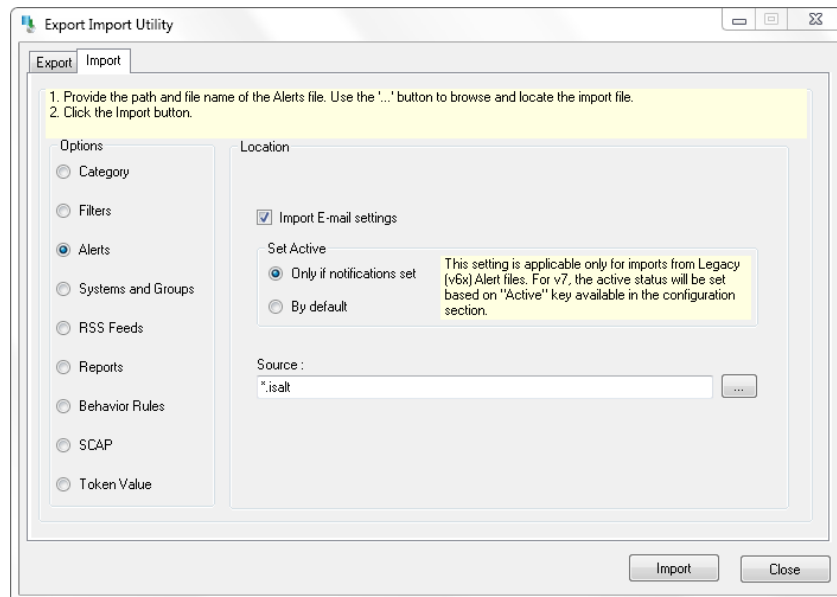 Export Import Utility
Export
Import
1. Provide the path and file name of the Alerts file. Use the '...' button to browse and locate the import file.
2. Click the Import button.
Options
Category
Filters
Alerts
Systems and Groups
RSS Feeds
Reports
Behavior Rules
SCAP
Token Value
Location
Import E-mail settings
Set Active
Only if notifications set
By default
This setting is applicable only for imports from Legacy
(v6x) Alert files. For v7, the active status will be set
based on "Active" key available in the configuration
section.
Source :
*.isalt
...
Import
Close